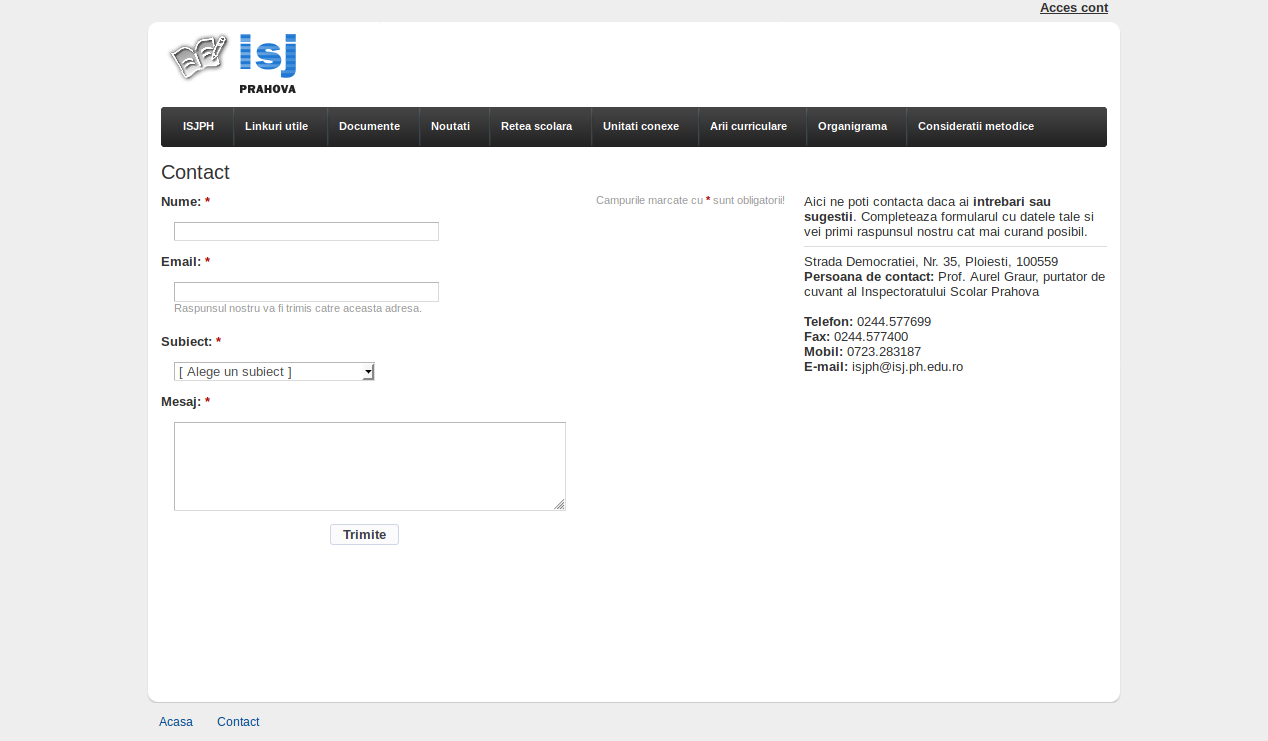 Acces cont
isj
PRAHOVA
ISJPH Linkuri utile Documente Noutati Retea scolara Unitati conexe Arii curriculare Organigrama Consideratii metodice
Contact
Nume: *
Campurile marcate cu * sunt obligatorii!
Email: *
Raspunsul nostru va fi trimis catre aceasta adresa.
Subiect: *
[ Alege un subiect ]
Mesaj: *
Trimite
Aici ne poti contacta daca ai intrebari sau
sugestii. Completeaza formularul cu datele tale si
vei primi raspunsul nostru cat mai curand posibil.
Strada Democratiei, Nr. 35, Ploiesti, 100559
Persoana de contact: Prof. Aurel Graur, purtator de
cuvant al Inspectoratului Scolar Prahova
Telefon: 0244.577699
Fax: 0244.577400
Mobil: 0723.283187
E-mail: isjph@isj.ph.edu.ro
Acasa Contact